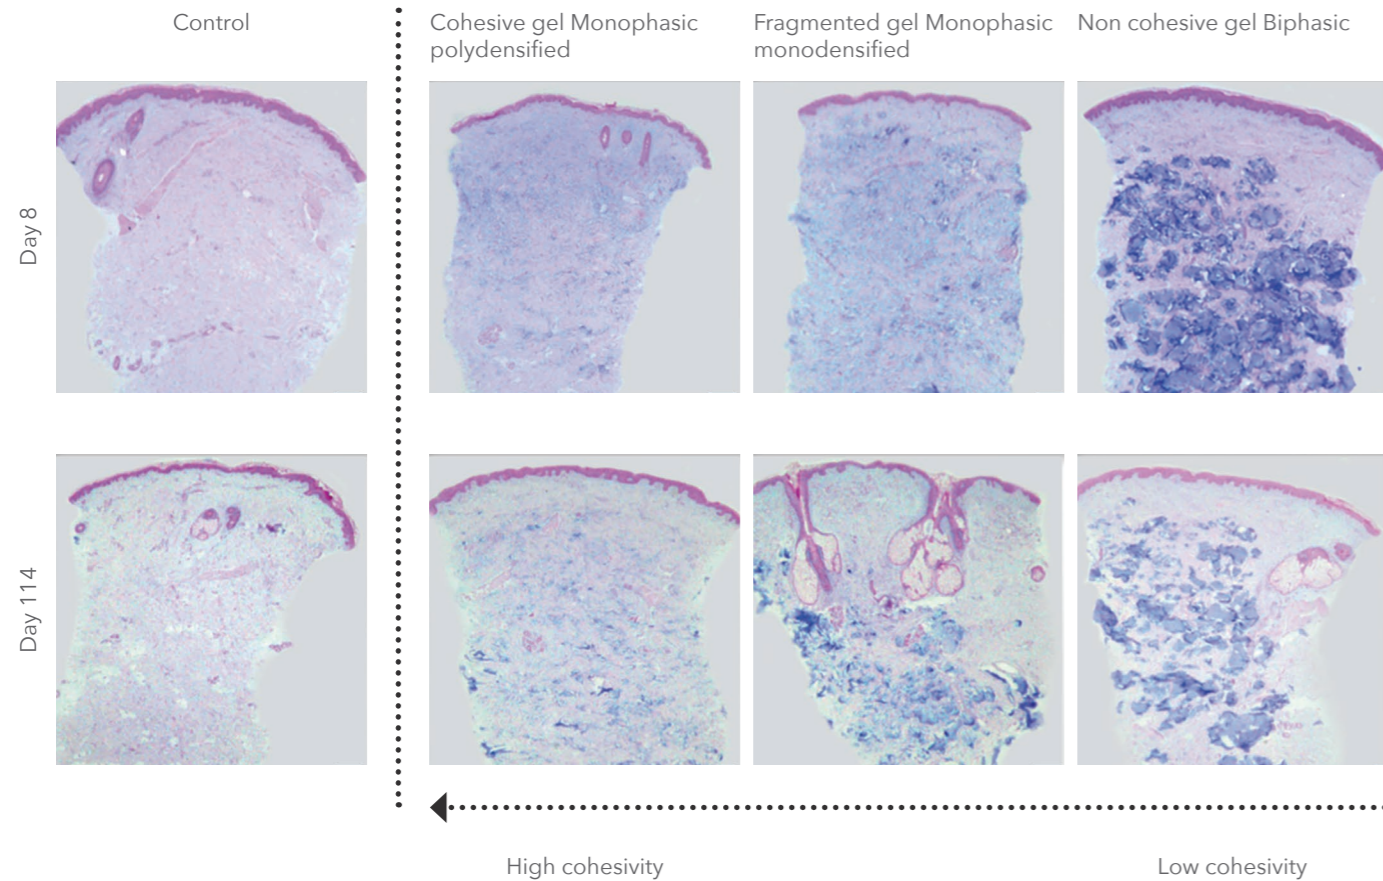 Control
Cohesive gel Monophasic
polydensified
Fragmented gel Monophasic
monodensified
Non cohesive gel Biphasic
Day 8
Day 114
High cohesivity
Low cohesivity